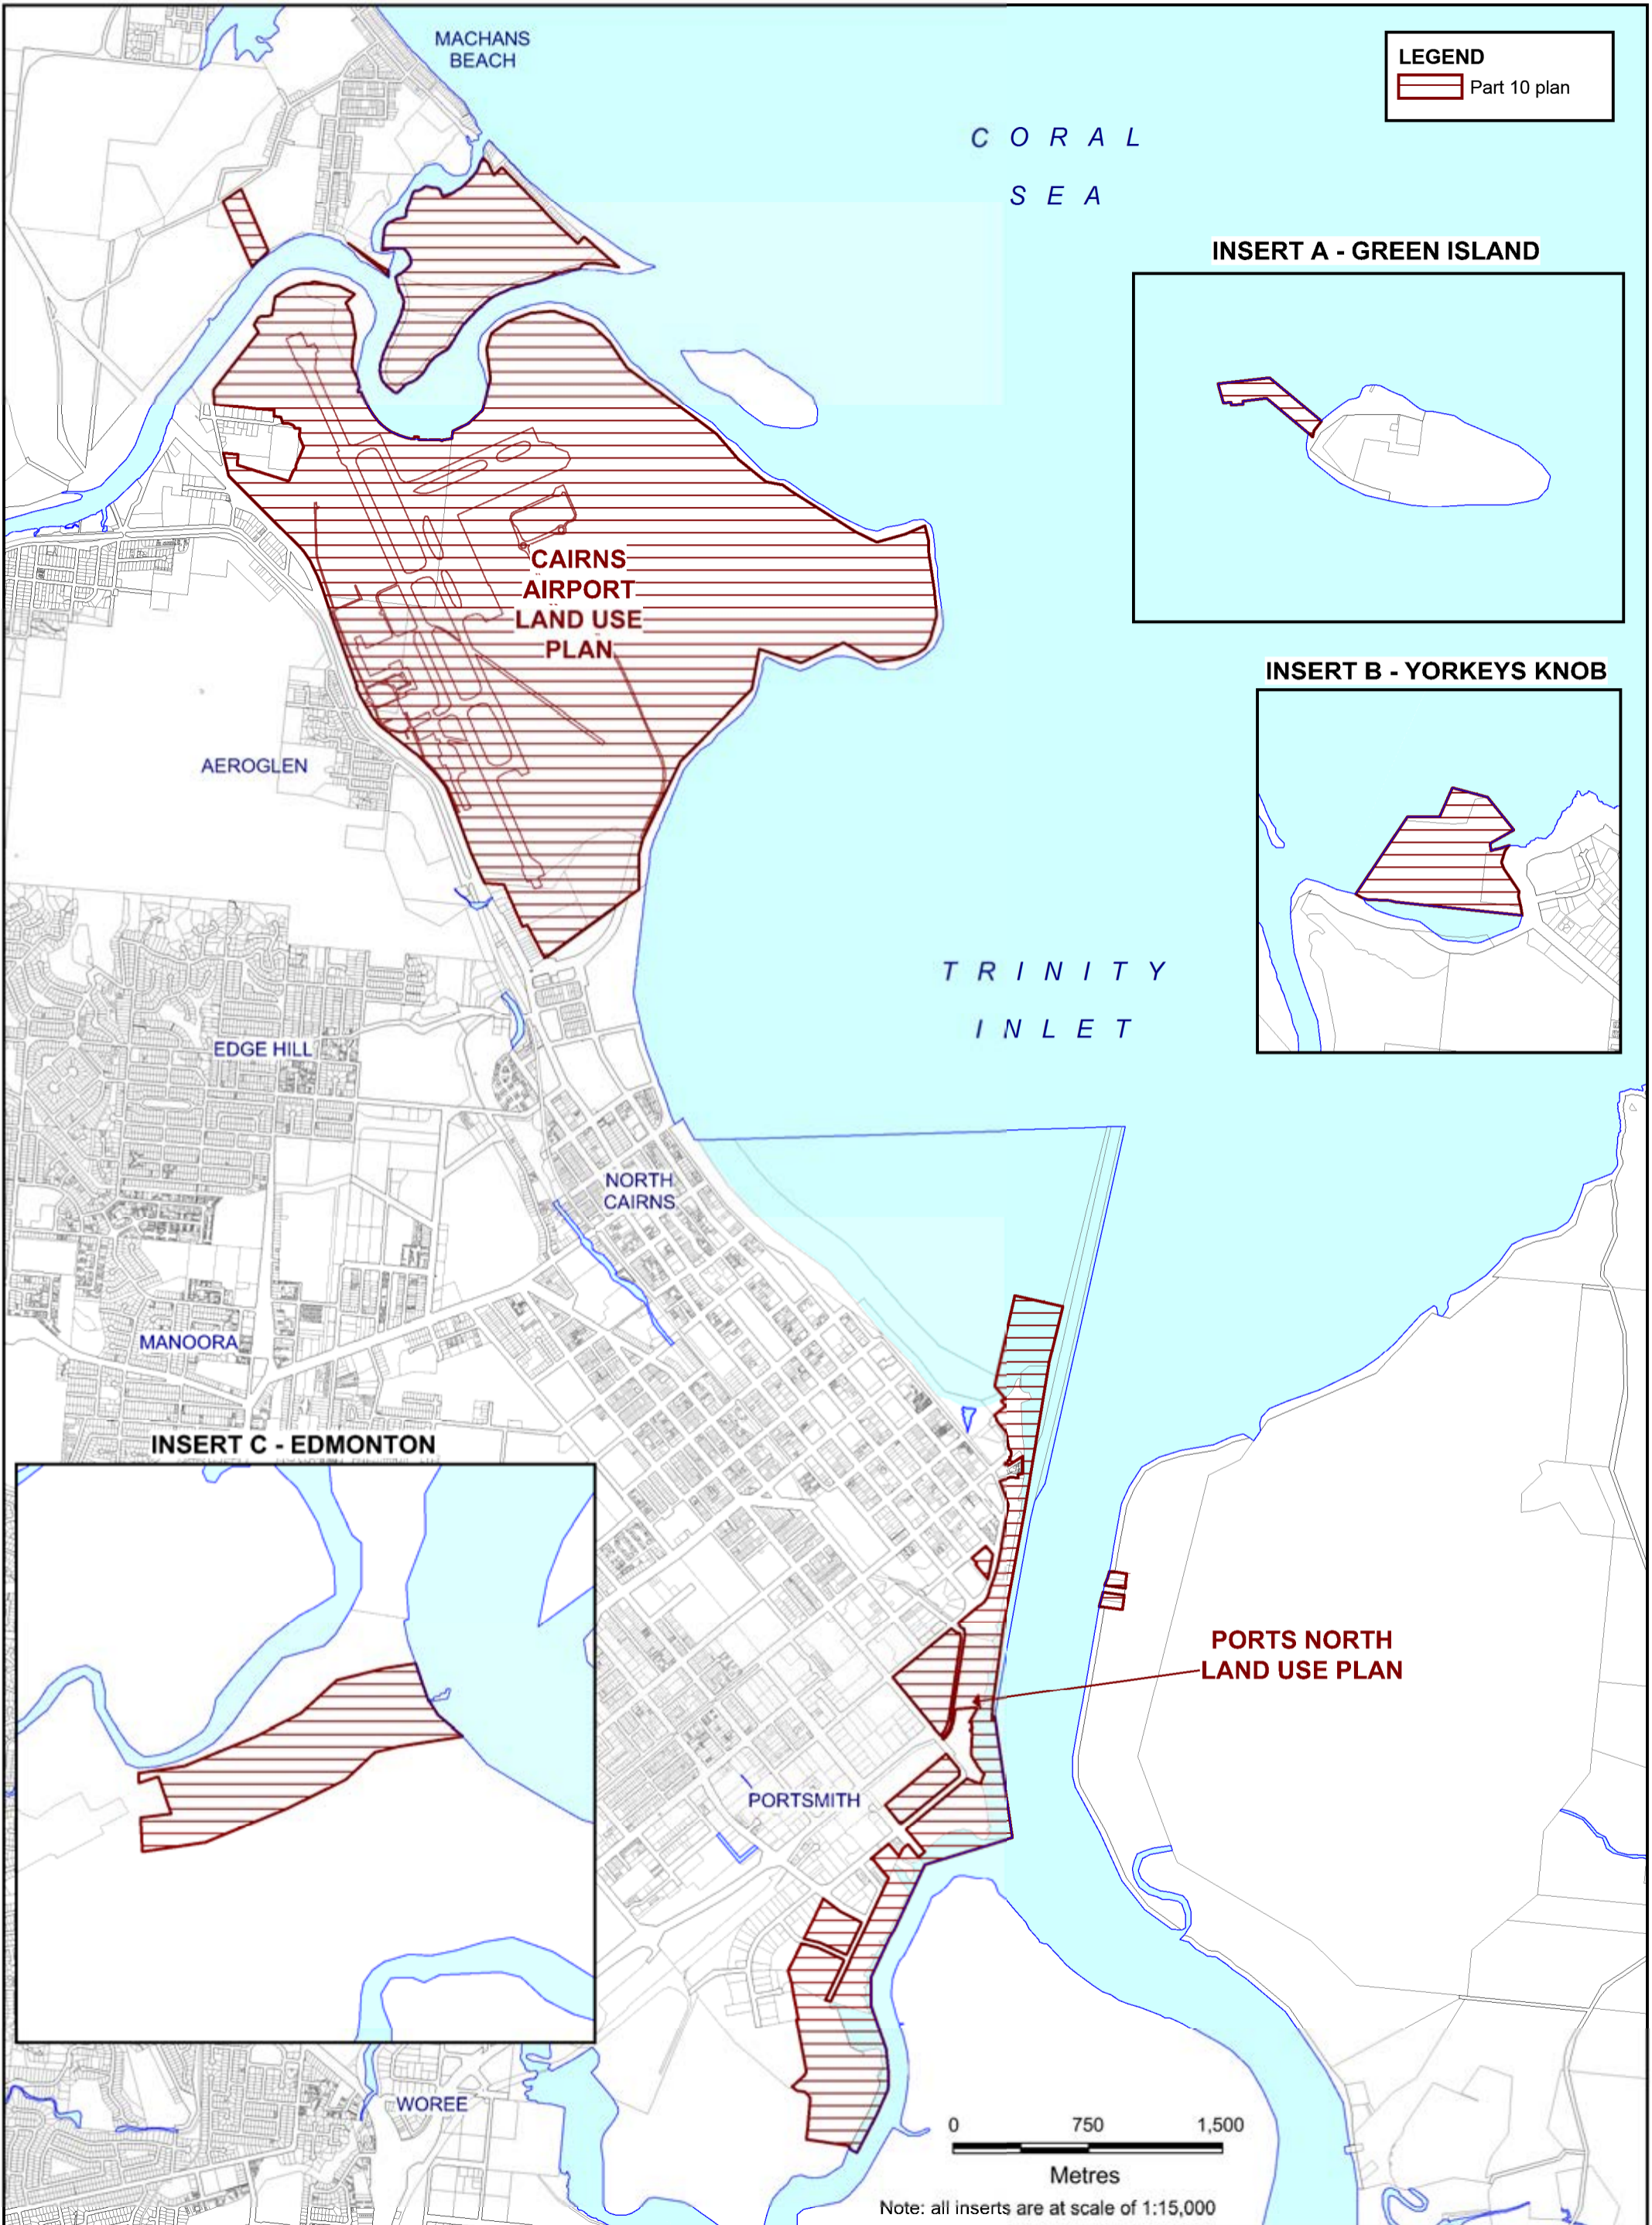 MACHANS
BEACH
LEGEND
Part 10 plan
C O R A L
S E A
INSERT A - GREEN ISLAND
CAIRNS
AIRPORT
LAND USE
PLAN
INSERT B - YORKEYS KNOB
AEROGLEN
T R I N I T Y
I N L E T
EDGE HILL
NORTH
CAIRNS
MANOORA
INSERT C - EDMONTON
PORTS NORTH
LAND USE PLAN
PORTSMITH
WOREE
0 750 1,500
Metres
Note: all inserts are at scale of 1:15,000